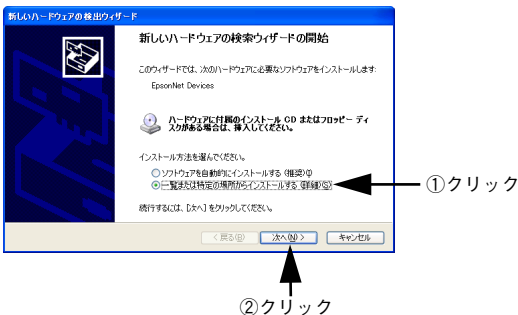 新しいハードウェアの検出ウィザード
新しいハードウェアの検索ウィザードの開始
このウィザードでは、次のハードウェアに必要なソフトウェアをインストールします:
EpsonNet Devices
ハードウェアに付属のインストール CD またはフロッピー ディ
スクがある場合は、挿入してください。
インストール方法を選んでください。
ソフトウェアを自動的にインストールする (推奨)(I)
一覧または特定の場所からインストールする (詳細)(S)
①クリック
続行するには、[次へ] をクリックしてください。
< 戻る(B)
次へ(N) >
キャンセル
②クリック